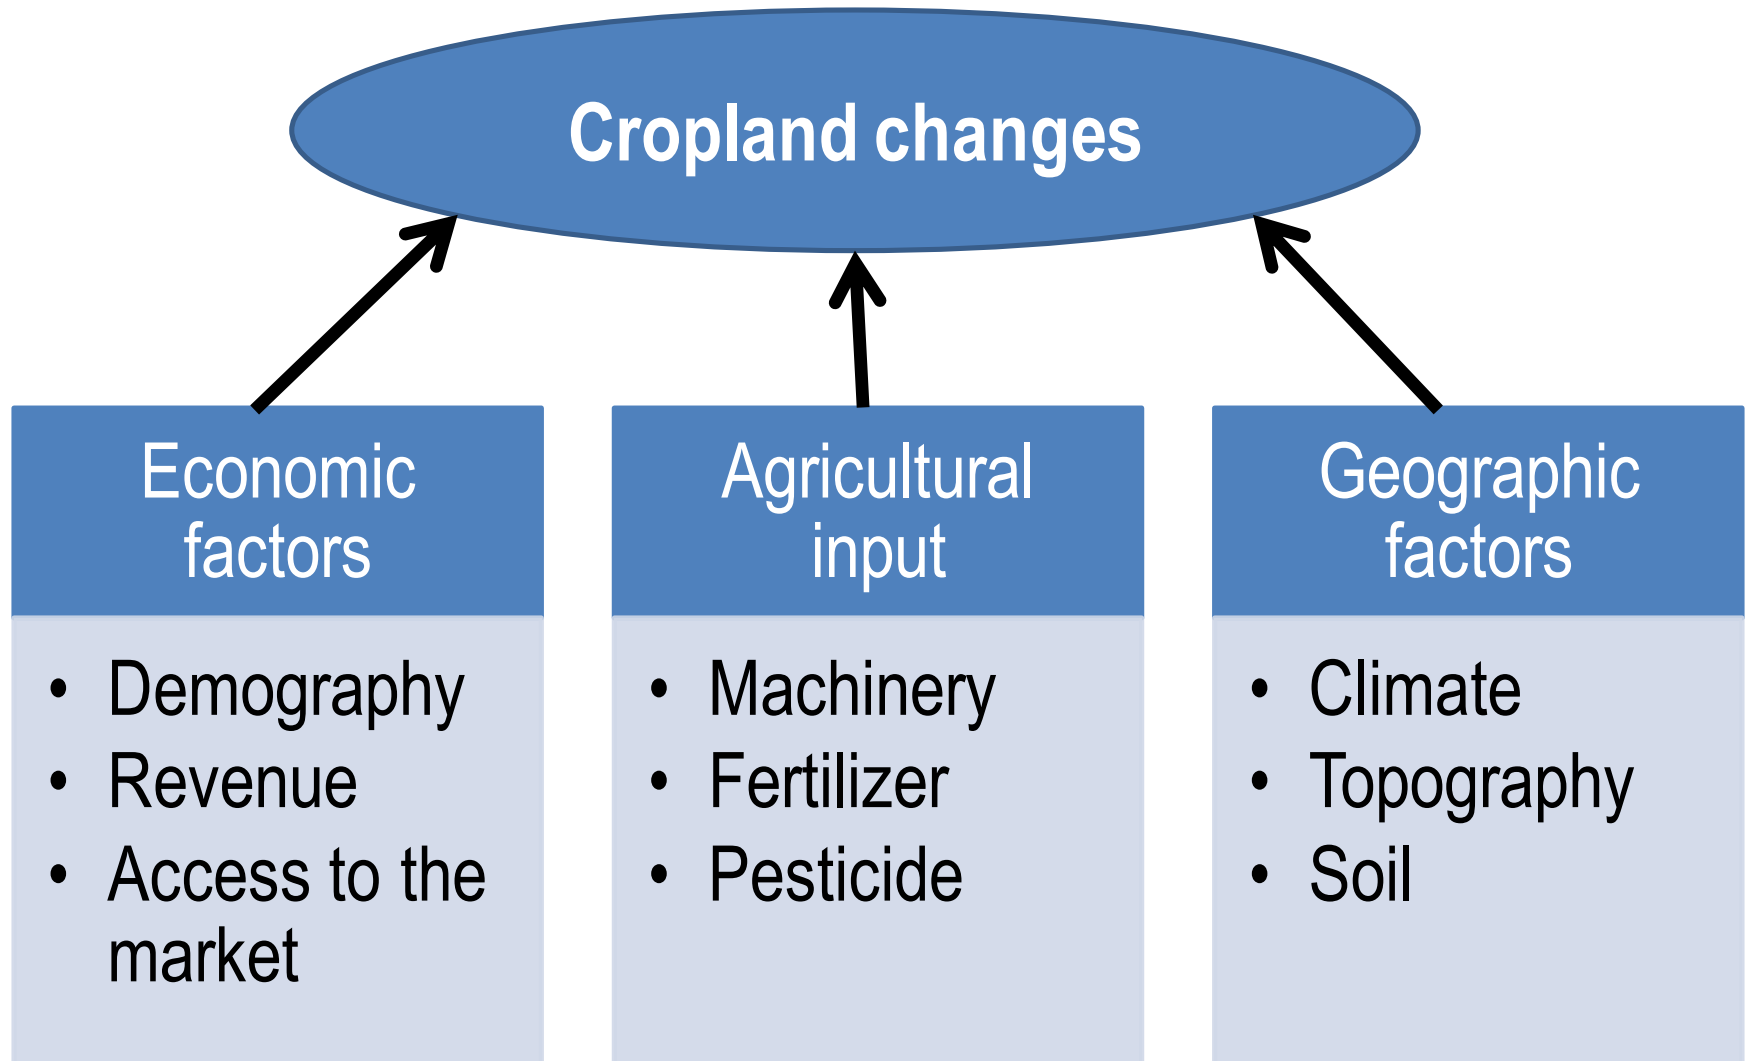 Cropland changes
Economic
factors
• Demography
• Revenue
• Access to the
market
Agricultural
input
• Machinery
• Fertilizer
• Pesticide
Geographic
factors
• Climate
• Topography
• Soil